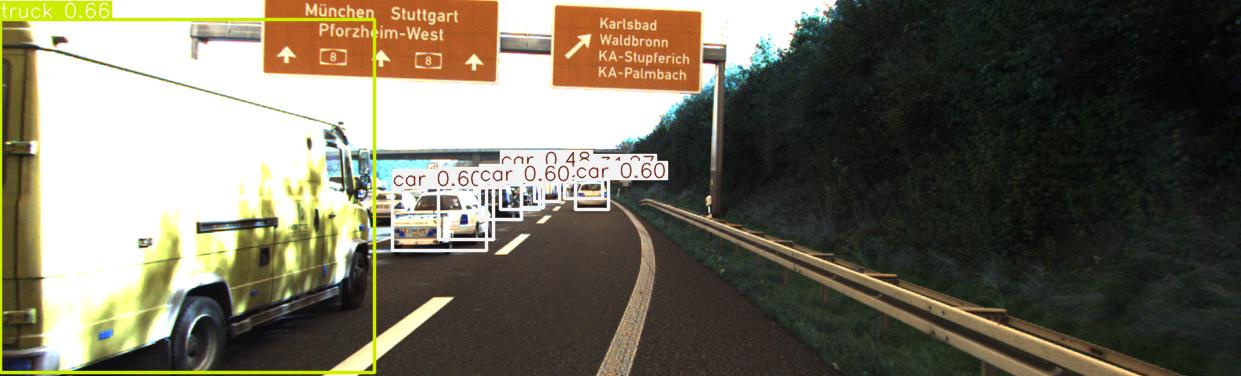 truck 0.66
München Stuttgart
Pforzheim-West
8
8
Karlsbad
Waldbronn
KA-Stupferich
KA-Palmbach
car 0.48
car 0.60
car 0.60
car 0.60